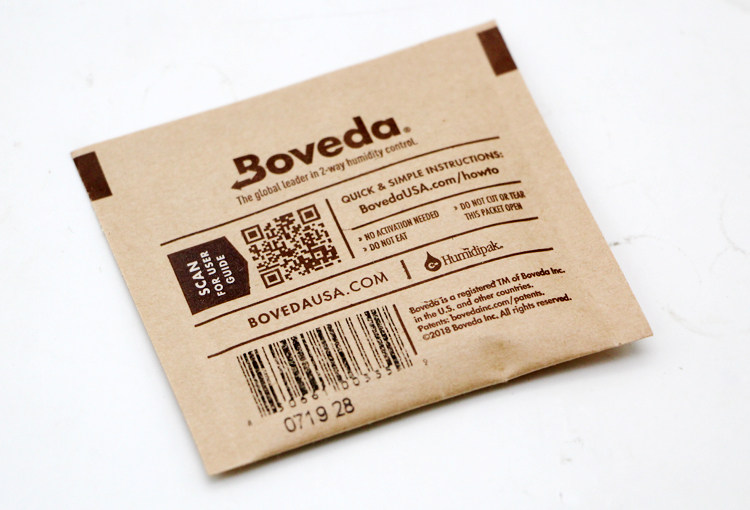 Boveda®
The global leader in 2-way humidity control.
SCAN
FOR USER
GUIDE
QUICK & SIMPLE INSTRUCTIONS:
BovedaUSA.com/howto
» NO ACTIVATION NEEDED
» DO NOT EAT
» DO NOT CUT OR TEAR
THIS PACKET OPEN
BOVEDAUSA.COM
Humidipak.
Bovēda is a registered TM of Boveda Inc.
in the U.S. and other countries.
Patents: bovedainc.com/patents.
©2018 Boveda Inc. All rights reserved.
0719 28